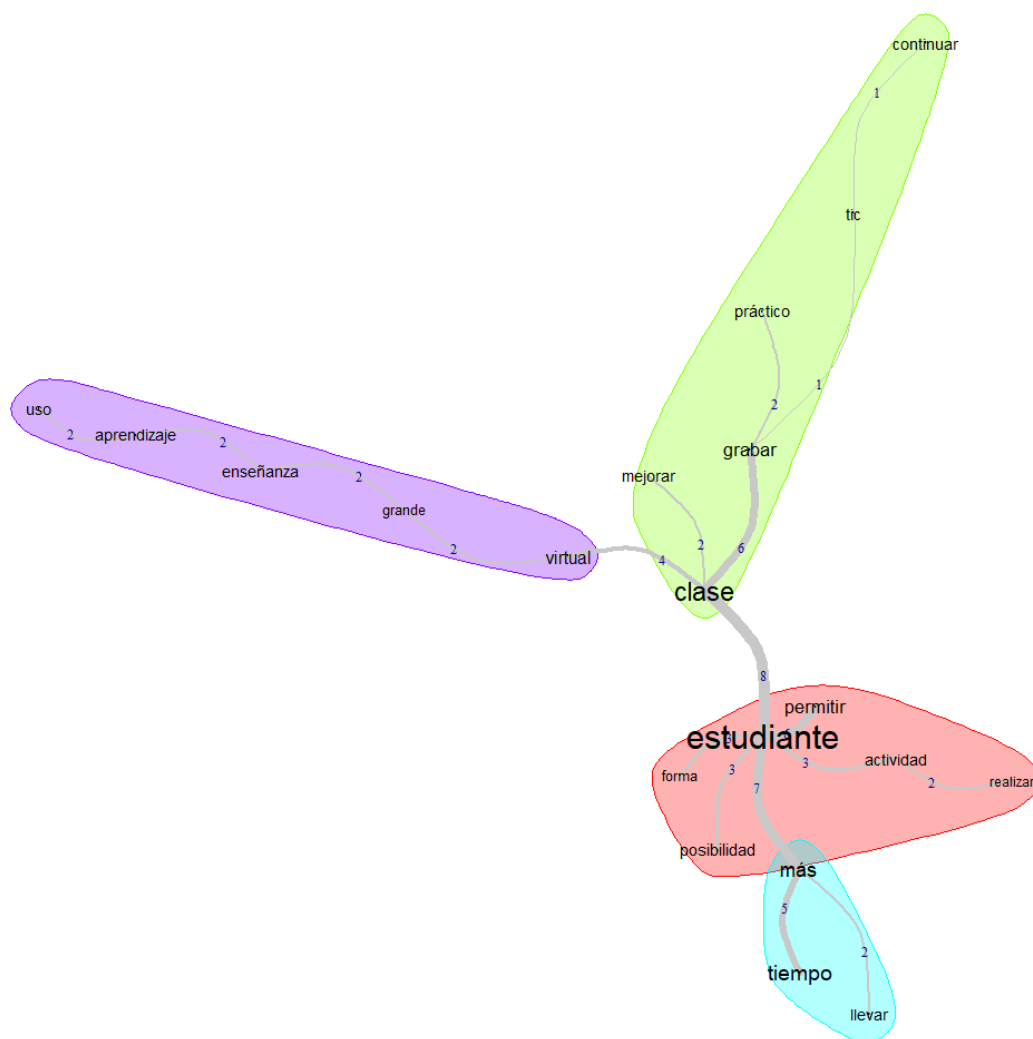 continuar
1
tic
práctico
1
2
uso
2
aprendizaje
2
enseñanza
2
grande
2
virtual
4
mejorar
2
grabar
6
clase
8
permitir
estudiante
3
forma
3
actividad
2
realizar
posibilidad
7
más
5
2
tiempo
llevar